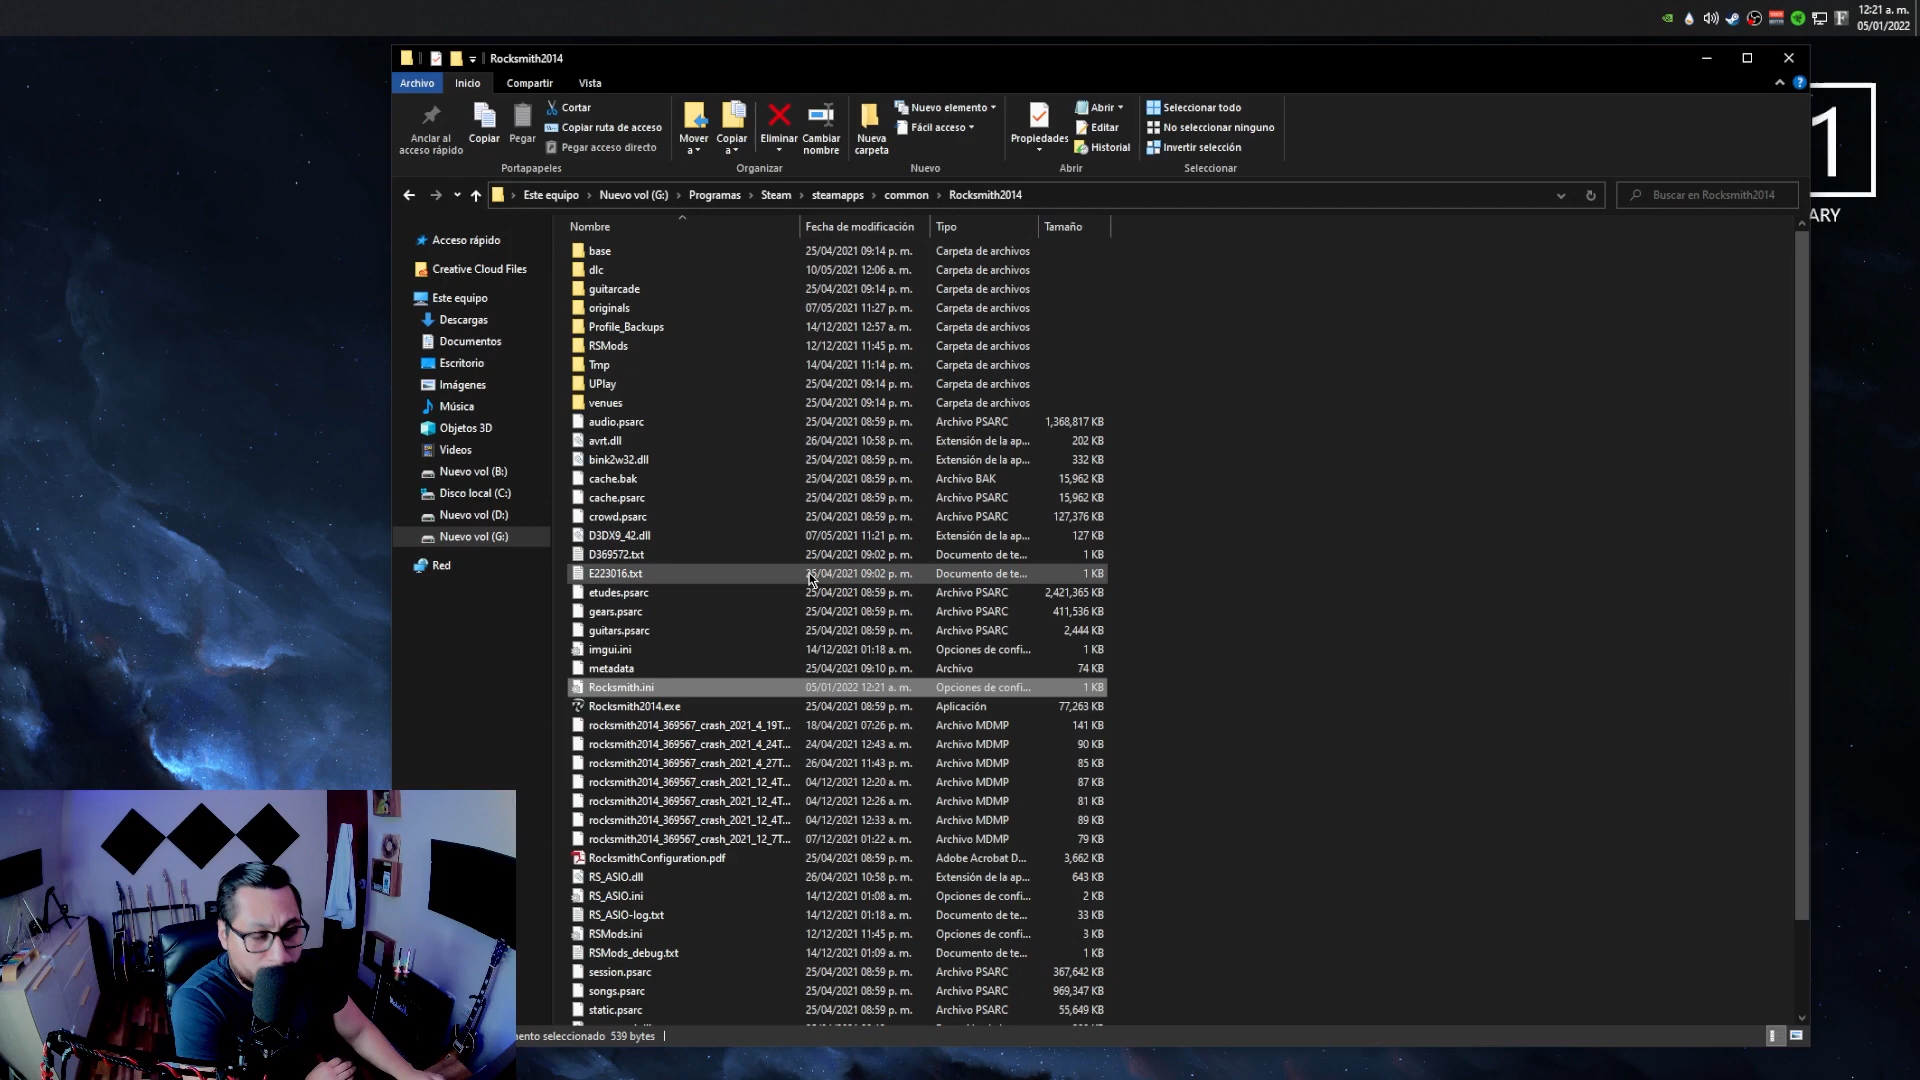 12:21 a. m.
05/01/2022
Rocksmith2014
Archivo Inicio Compartir Vista
Anclar al acceso rápido
Copiar
Pegar
Cortar
Copiar ruta de acceso
Pegar acceso directo
Portapapeles
Mover a
Copiar a
Eliminar
Cambiar nombre
Organizar
Nueva carpeta
Nuevo elemento
Fácil acceso
Nuevo
Propiedades
Abrir
Editar
Historial
Abrir
Seleccionar todo
No seleccionar ninguno
Invertir selección
Seleccionar
1
ARY
Este equipo > Nuevo vol (G:) > Programas > Steam > steamapps > common > Rocksmith2014
Buscar en Rocksmith2014
Acceso rápido
Creative Cloud Files
Este equipo
Descargas
Documentos
Escritorio
Imágenes
Música
Objetos 3D
Videos
Nuevo vol (B:)
Disco local (C:)
Nuevo vol (D:)
Nuevo vol (G:)
Red
Nombre Fecha de modificación Tipo Tamaño
base 25/04/2021 09:14 p. m. Carpeta de archivos
dlc 10/05/2021 12:06 a. m. Carpeta de archivos
guitarcade 25/04/2021 09:14 p. m. Carpeta de archivos
originals 07/05/2021 11:27 p. m. Carpeta de archivos
Profile_Backups 14/12/2021 12:57 a. m. Carpeta de archivos
RSMods 12/12/2021 11:45 p. m. Carpeta de archivos
Tmp 14/04/2021 11:14 p. m. Carpeta de archivos
UPlay 25/04/2021 09:14 p. m. Carpeta de archivos
venues 25/04/2021 09:14 p. m. Carpeta de archivos
audio.psarc 25/04/2021 08:59 p. m. Archivo PSARC 1,368,817 KB
avrt.dll 26/04/2021 10:58 p. m. Extensión de la ap... 202 KB
bink2w32.dll 25/04/2021 08:59 p. m. Extensión de la ap... 332 KB
cache.bak 25/04/2021 08:59 p. m. Archivo BAK 15,962 KB
cache.psarc 25/04/2021 08:59 p. m. Archivo PSARC 15,962 KB
crowd.psarc 25/04/2021 08:59 p. m. Archivo PSARC 127,376 KB
D3DX9_42.dll 07/05/2021 11:21 p. m. Extensión de la ap... 127 KB
D369572.txt 25/04/2021 09:02 p. m. Documento de te... 1 KB
E223016.txt 25/04/2021 09:02 p. m. Documento de te... 1 KB
etudes.psarc 25/04/2021 08:59 p. m. Archivo PSARC 2,421,365 KB
gears.psarc 25/04/2021 08:59 p. m. Archivo PSARC 411,536 KB
guitars.psarc 25/04/2021 08:59 p. m. Archivo PSARC 2,444 KB
imgui.ini 14/12/2021 01:18 a. m. Opciones de confi... 1 KB
metadata 25/04/2021 09:10 p. m. Archivo 74 KB
Rocksmith.ini 05/01/2022 12:21 a. m. Opciones de confi... 1 KB
Rocksmith2014.exe 25/04/2021 08:59 p. m. Aplicación 77,263 KB
rocksmith2014_369567_crash_2021_4_19T... 18/04/2021 07:26 p. m. Archivo MDMP 141 KB
rocksmith2014_369567_crash_2021_4_24T... 24/04/2021 12:43 a. m. Archivo MDMP 90 KB
rocksmith2014_369567_crash_2021_4_27T... 26/04/2021 11:43 p. m. Archivo MDMP 85 KB
rocksmith2014_369567_crash_2021_12_4T... 04/12/2021 12:20 a. m. Archivo MDMP 87 KB
rocksmith2014_369567_crash_2021_12_4T... 04/12/2021 12:26 a. m. Archivo MDMP 81 KB
rocksmith2014_369567_crash_2021_12_4T... 04/12/2021 12:33 a. m. Archivo MDMP 89 KB
rocksmith2014_369567_crash_2021_12_7T... 07/12/2021 01:22 a. m. Archivo MDMP 79 KB
RocksmithConfiguration.pdf 25/04/2021 08:59 p. m. Adobe Acrobat D... 3,662 KB
RS_ASIO.dll 26/04/2021 10:58 p. m. Extensión de la ap... 643 KB
RS_ASIO.ini 14/12/2021 01:08 a. m. Opciones de confi... 2 KB
RS_ASIO-log.txt 14/12/2021 01:18 a. m. Documento de te... 33 KB
RSMods.ini 12/12/2021 11:45 p. m. Opciones de confi... 3 KB
RSMods_debug.txt 14/12/2021 01:09 a. m. Documento de te... 1 KB
session.psarc 25/04/2021 08:59 p. m. Archivo PSARC 367,642 KB
songs.psarc 25/04/2021 08:59 p. m. Archivo PSARC 969,347 KB
static.psarc 25/04/2021 08:59 p. m. Archivo PSARC 55,649 KB
ento seleccionado 539 bytes